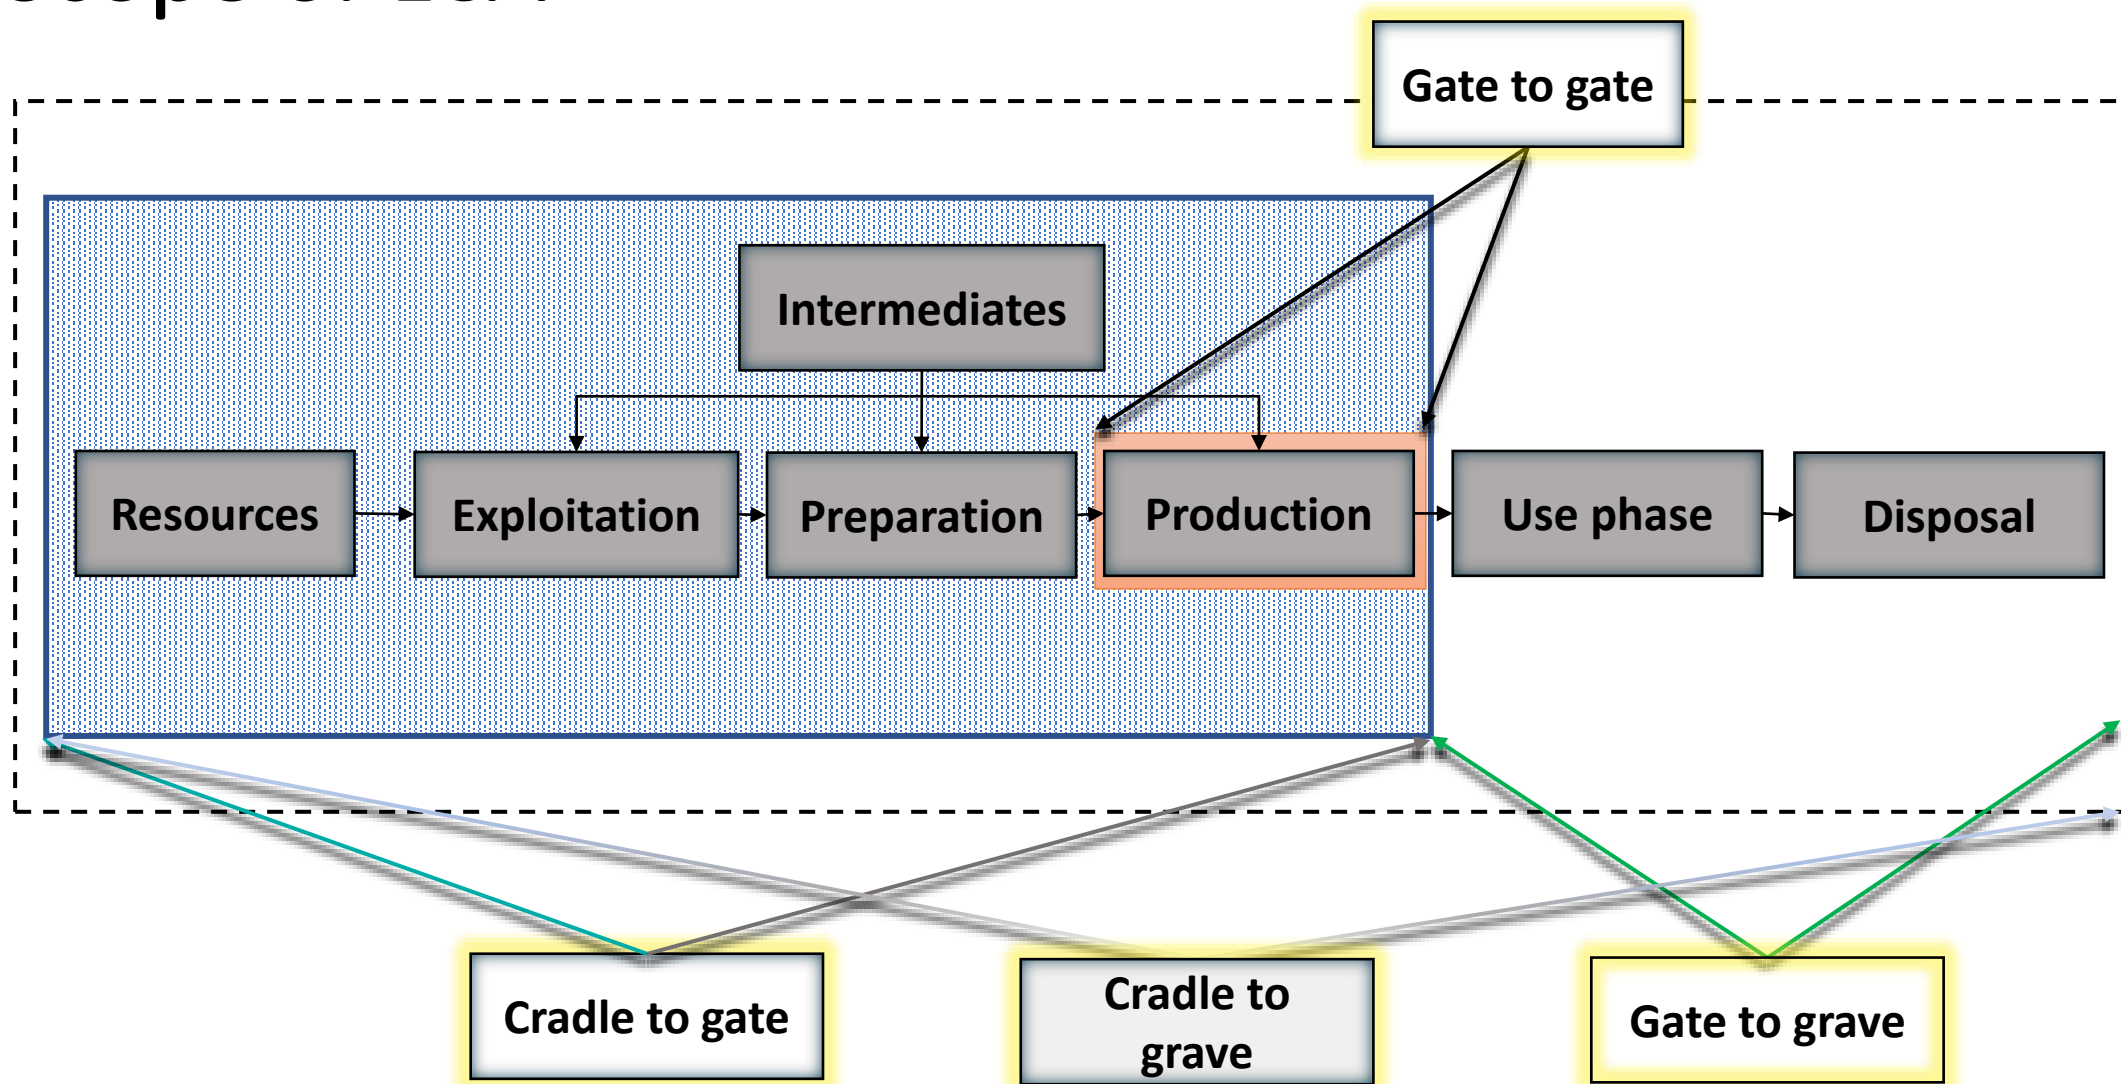 Gate to gate
Intermediates
Resources
Exploitation
Preparation
Production
Use phase
Disposal
Cradle to gate
Cradle to
grave
Gate to grave